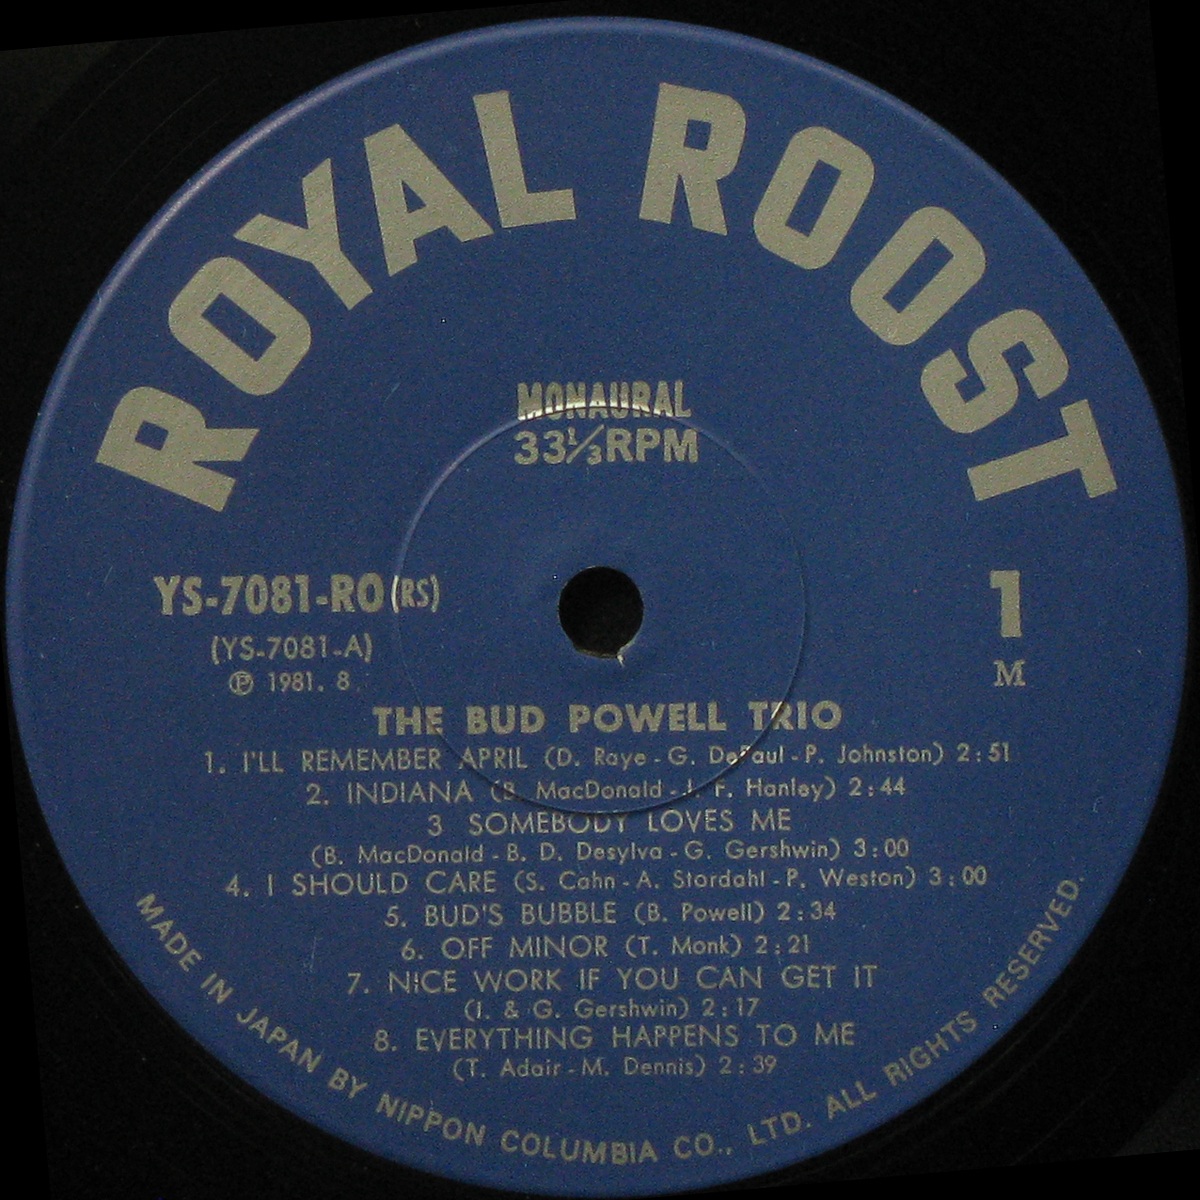 ROYAL ROOST
MONAURAL
33 1/3 RPM
YS-7081-RO (RS)
(YS-7081-A)
Ⓟ 1981. 8
1
M
THE BUD POWELL TRIO
1. I'LL REMEMBER APRIL (D. Raye - G. DePaul - P. Johnston) 2:51
2. INDIANA (B. MacDonald - J. F. Hanley) 2:44
3 SOMEBODY LOVES ME
(B. MacDonald - B. D. Desylva - G. Gershwin) 3:00
4. I SHOULD CARE (S. Cahn - A. Stordahl - P. Weston) 3:00
5. BUD'S BUBBLE (B. Powell) 2:34
6. OFF MINOR (T. Monk) 2:21
7. NICE WORK IF YOU CAN GET IT
(I. & G. Gershwin) 2:17
8. EVERYTHING HAPPENS TO ME
(T. Adair - M. Dennis) 2:39
MADE IN JAPAN BY NIPPON COLUMBIA CO., LTD. ALL RIGHTS RESERVED.